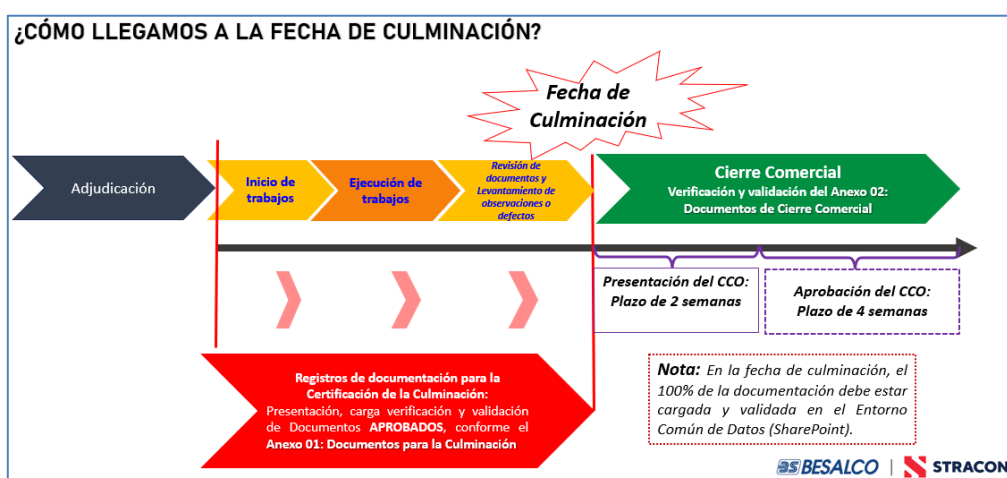 ¿CÓMO LLEGAMOS A LA FECHA DE CULMINACIÓN?
Fecha de
Culminación
Adjudicación
Inicio de
trabajos
Ejecución de
trabajos
Revisión de
documentos y
Levantamiento de
observaciones o
defectos
Cierre Comercial
Verificación y validación del Anexo 02:
Documentos de Cierre Comercial
Presentación del CCO:
Plazo de 2 semanas
Aprobación del CCO:
Plazo de 4 semanas
Registros de documentación para la
Certificación de la Culminación:
Presentación, carga verificación y validación
de Documentos APROBADOS, conforme el
Anexo 01: Documentos para la Culminación
Nota: En la fecha de culminación, el
100% de la documentación debe estar
cargada y validada en el Entorno
Común de Datos (SharePoint).
BS BESALCO | STRACON